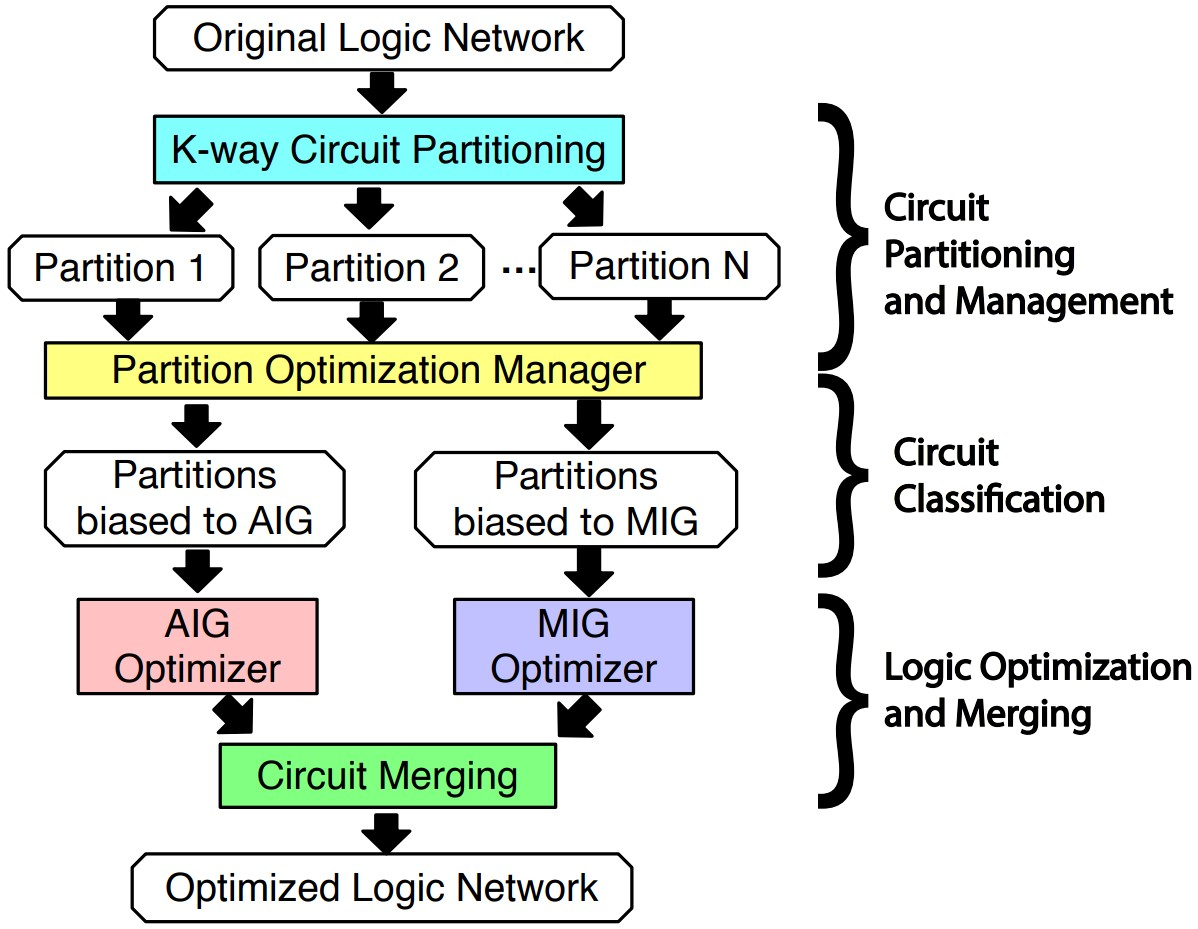 Original Logic Network
K-way Circuit Partitioning
Partition 1
Partition 2
...
Partition N
Circuit
Partitioning
and Management
Partition Optimization Manager
Partitions
biased to AIG
Partitions
biased to MIG
Circuit
Classification
AIG
Optimizer
MIG
Optimizer
Logic Optimization
and Merging
Circuit Merging
Optimized Logic Network